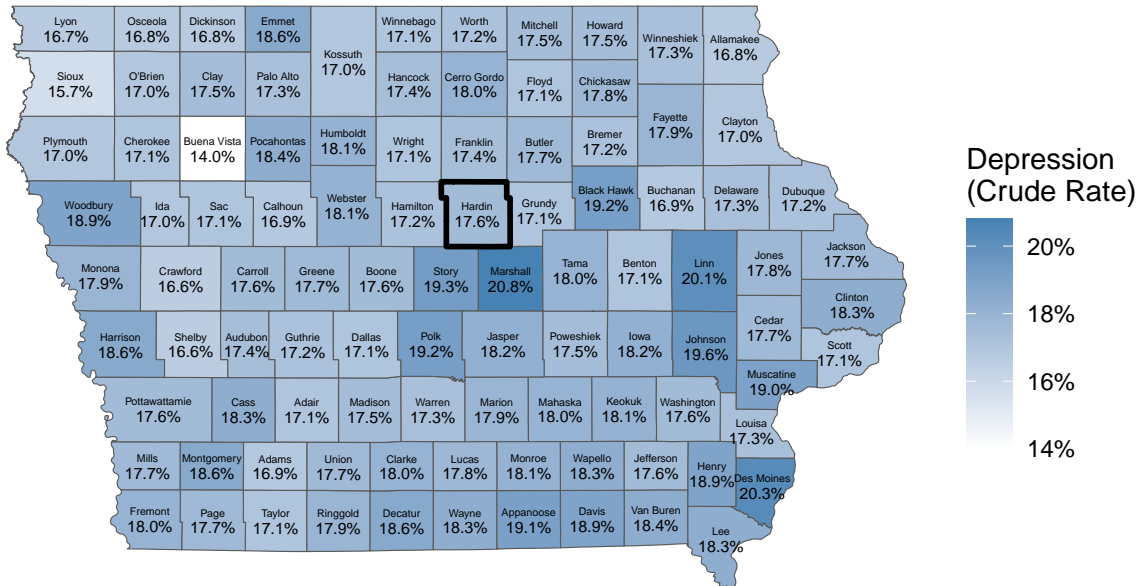 Lyon
16.7%
Osceola
16.8%
Dickinson
16.8%
Emmet
18.6%
Kossuth
17.0%
Winnebago
17.1%
Worth
17.2%
Mitchell
17.5%
Howard
17.5%
Winneshiek
17.3%
Allamakee
16.8%
Sioux
15.7%
O'Brien
17.0%
Clay
17.5%
Palo Alto
17.3%
Hancock
17.4%
Cerro Gordo
18.0%
Floyd
17.1%
Chickasaw
17.8%
Fayette
17.9%
Clayton
17.0%
Plymouth
17.0%
Cherokee
17.1%
Buena Vista
14.0%
Pocahontas
18.4%
Humboldt
18.1%
Wright
17.1%
Franklin
17.4%
Butler
17.7%
Bremer
17.2%
Woodbury
18.9%
Ida
17.0%
Sac
17.1%
Calhoun
16.9%
Webster
18.1%
Hamilton
17.2%
Hardin
17.6%
Grundy
17.1%
Black Hawk
19.2%
Buchanan
16.9%
Delaware
17.3%
Dubuque
17.2%
Monona
17.9%
Crawford
16.6%
Carroll
17.6%
Greene
17.7%
Boone
17.6%
Story
19.3%
Marshall
20.8%
Tama
18.0%
Benton
17.1%
Linn
20.1%
Jones
17.8%
Jackson
17.7%
Clinton
18.3%
Harrison
18.6%
Shelby
16.6%
Audubon
17.4%
Guthrie
17.2%
Dallas
17.1%
Polk
19.2%
Jasper
18.2%
Poweshiek
17.5%
Iowa
18.2%
Johnson
19.6%
Cedar
17.7%
Scott
17.1%
Muscatine
19.0%
Pottawattamie
17.6%
Cass
18.3%
Adair
17.1%
Madison
17.5%
Warren
17.3%
Marion
17.9%
Mahaska
18.0%
Keokuk
18.1%
Washington
17.6%
Louisa
17.3%
Mills
17.7%
Montgomery
18.6%
Adams
16.9%
Union
17.7%
Clarke
18.0%
Lucas
17.8%
Monroe
18.1%
Wapello
18.3%
Jefferson
17.6%
Henry
18.9%
Des Moines
20.3%
Fremont
18.0%
Page
17.7%
Taylor
17.1%
Ringgold
17.9%
Decatur
18.6%
Wayne
18.3%
Appanoose
19.1%
Davis
18.9%
Van Buren
18.4%
Lee
18.3%
Depression
(Crude Rate)
20%
18%
16%
14%